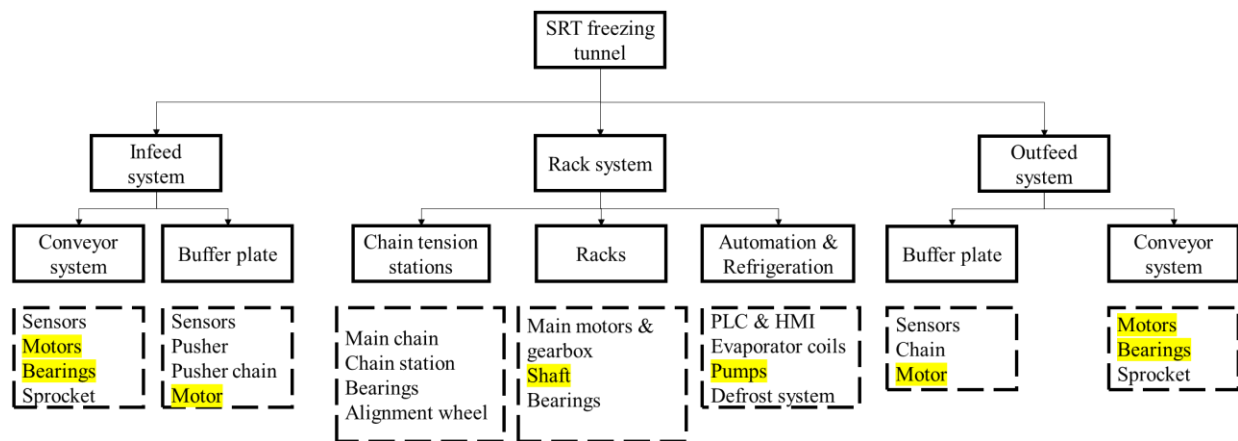 SRT freezing
tunnel
Infeed
system
Rack system
Outfeed
system
Conveyor
system
Buffer plate
Chain tension
stations
Racks
Automation &
Refrigeration
Buffer plate
Conveyor
system
Sensors
Motors
Bearings
Sprocket
Sensors
Pusher
Pusher chain
Motor
Main chain
Chain station
Bearings
Alignment wheel
Main motors &
gearbox
Shaft
Bearings
PLC & HMI
Evaporator coils
Pumps
Defrost system
Sensors
Chain
Motor
Motors
Bearings
Sprocket